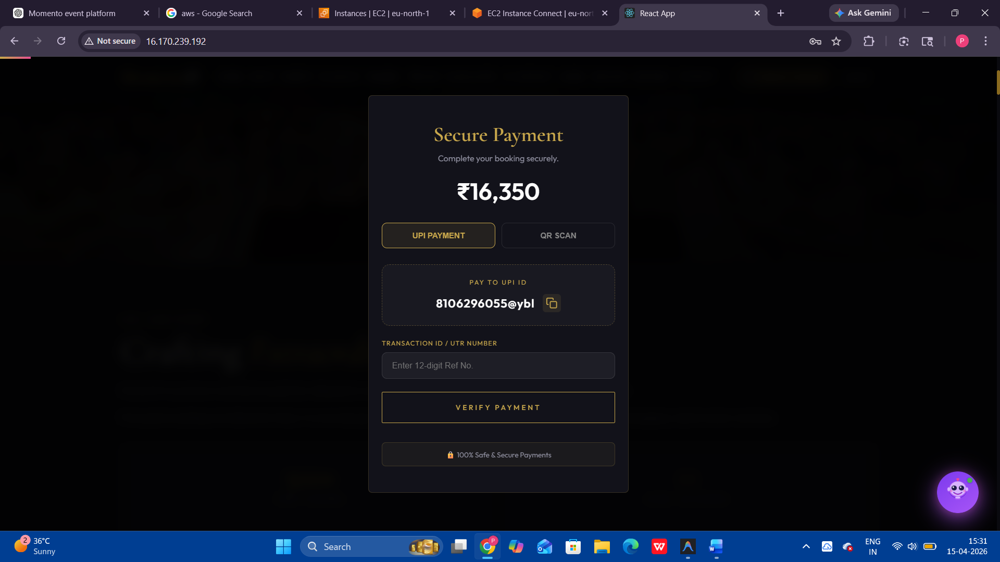 Momento event platform
aws - Google Search
Instances | EC2 | eu-north-1
EC2 Instance Connect | eu-nort
React App
Ask Gemini
Not secure
16.170.239.192
P
Secure Payment
Complete your booking securely.
₹16,350
UPI PAYMENT
QR SCAN
PAY TO UPI ID
8106296055@ybl
TRANSACTION ID / UTR NUMBER
Enter 12-digit Ref No.
VERIFY PAYMENT
🔒 100% Safe & Secure Payments
2
36°C
Sunny
Search
P
W
ENG
IN
15:31
15-04-2026